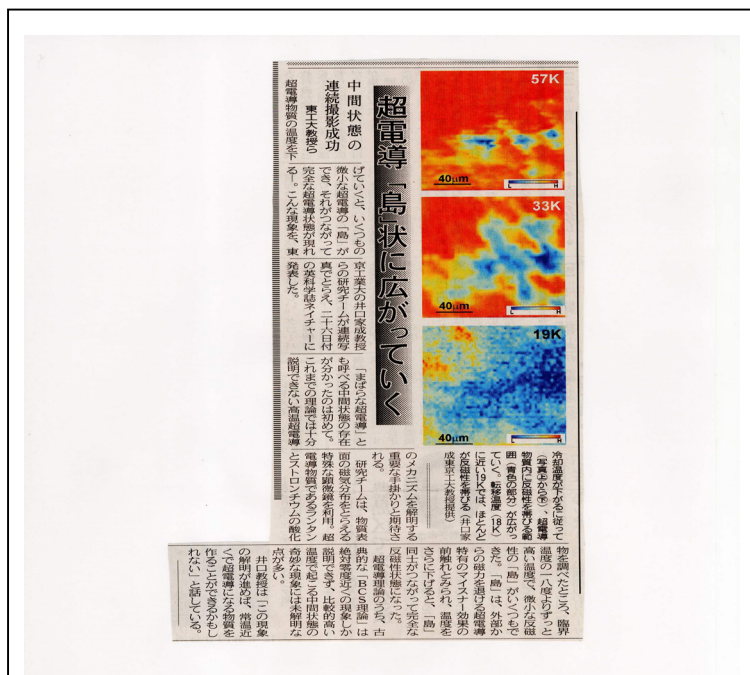 超電導「島」状に広がっていく
中間状態の
連続撮影成功
東工大教授ら
超電導物質の温度を下
げていくと、いくつもの
微小な超電導の「島」が
でき、それがつながって
完全な超電導状態が現れ
る―。こんな現象を、東
京工業大の井口家成教授
らの研究チームが連続写
真でとらえ、二十六日付
の英科学誌ネイチャーに
発表した。
「まばらな超電導」と
も呼べる中間状態の存在
が分かったのは初めて。
これまでの理論では十分
説明できない高温超電導
のメカニズムを解明する
重要な手掛かりと期待さ
れる。
研究チームは、物質表
面の磁気分布をとらえる
特殊な顕微鏡を利用。超
電導物質であるランタン
とストロンチウムの酸化
物を調べたところ、臨界
温度の一八度よりずっと
高い温度で、微小な反磁
性の「島」がいくつもで
きた。「島」は、外部か
らの磁力を退ける超電導
特有のマイスナー効果の
前触れとみられ、温度を
さらに下げると、「島」
同士がつながって完全な
反磁性状態になった。
超電導理論のうち、古
典的な「BCS理論」は
絶対零度近くの現象しか
説明できず、比較的高い
温度で起こる中間状態の
奇妙な現象には未解明な
点が多い。
井口教授は「この現象
の解明が進めば、常温近
くで超電導になる物質を
作ることができるかもし
れない」と話している。
57K
40μm
L H
33K
40μm
L H
19K
40μm
L H
冷却温度が下がるに従って
(写真上から下)、超電導
物質内に反磁性を帯びる範
囲(青色の部分)が広がっ
ていく。転移温度(18K)
に近い19Kでは、ほとんど
が反磁性を帯びる(井口家
成東京工大教授提供)